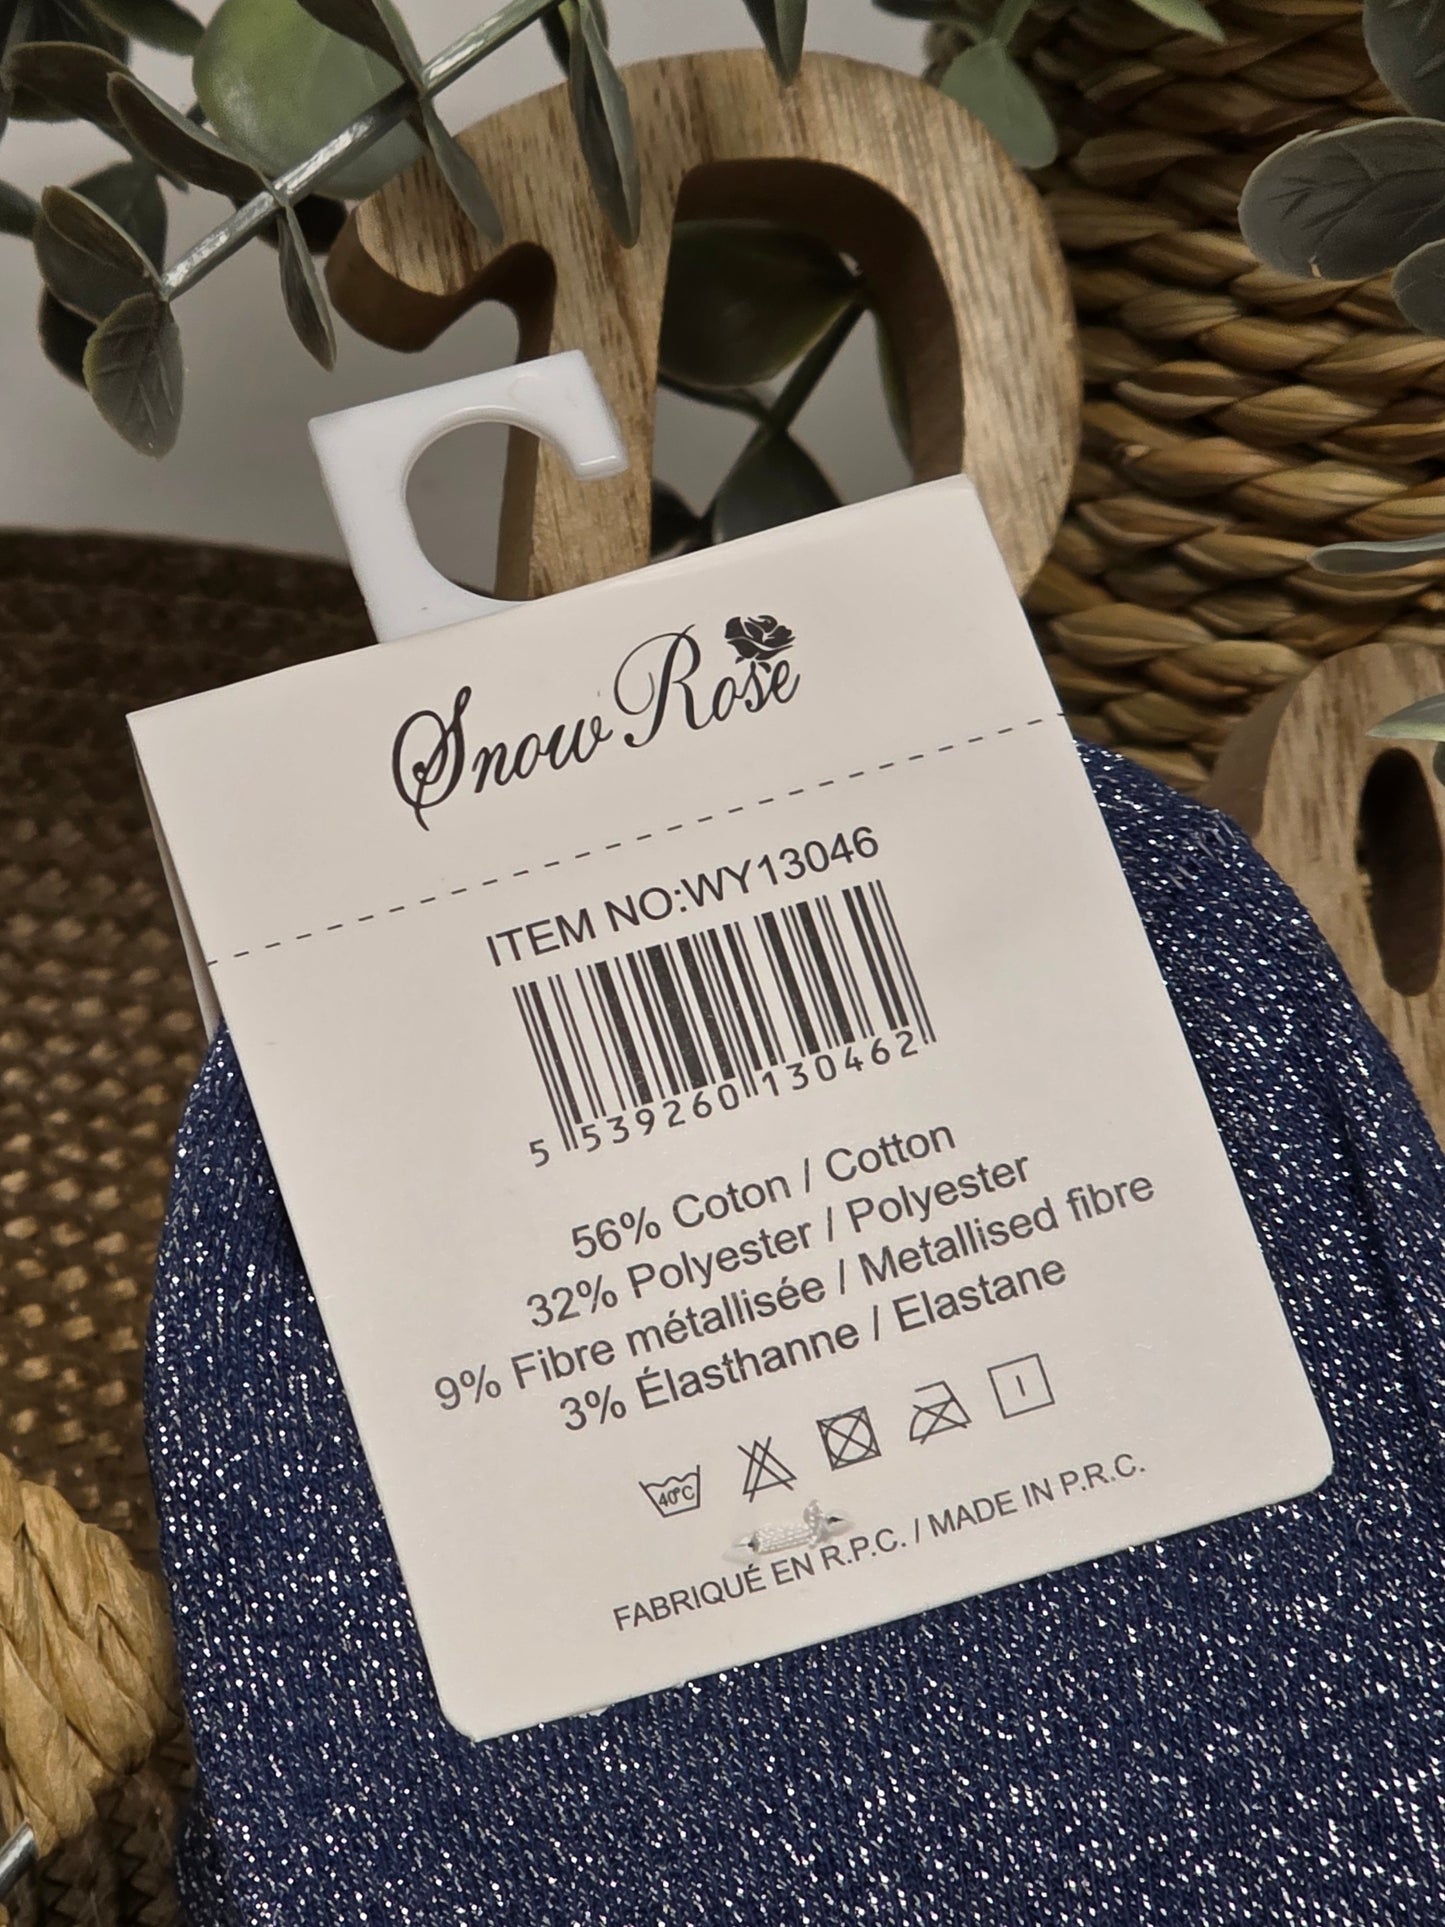 Snow Rose
ITEM NO:WY13046
5 539260 130462
56% Coton / Cotton
32% Polyester / Polyester
9% Fibre métallisée / Metallised fibre
3% Élasthanne / Elastane
40°C
FABRIQUÉ EN R.P.C. / MADE IN P.R.C.